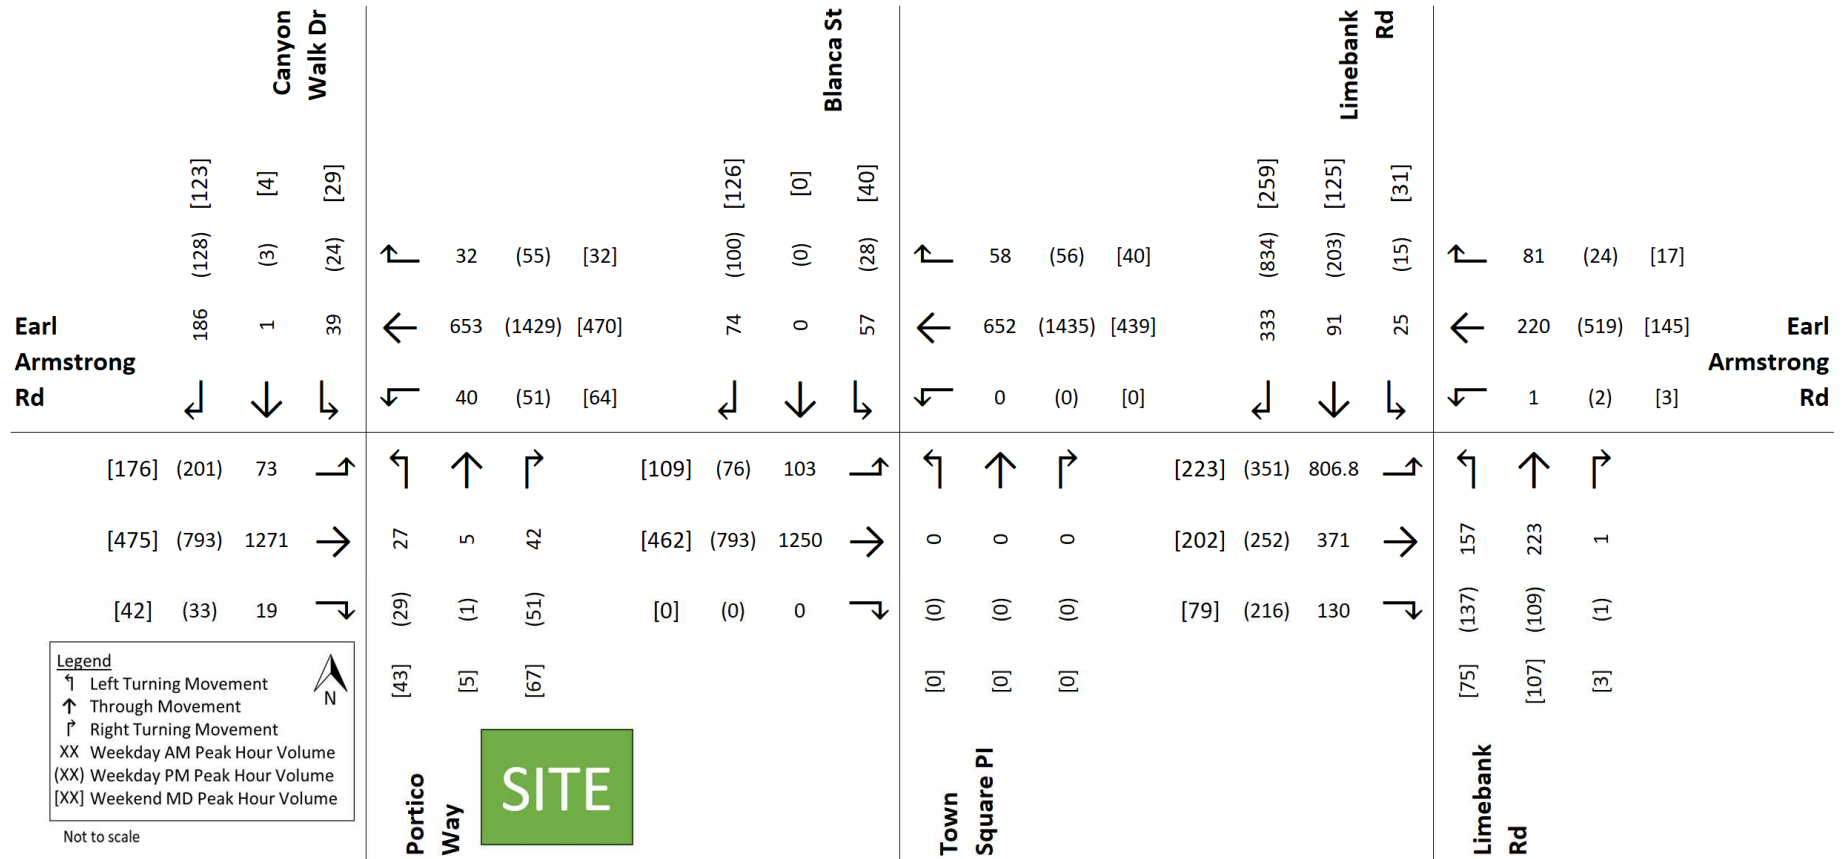 Canyon
Walk Dr
Blanca St
Limebank
Rd
[123] [4] [29]
[126] [0] [40]
[259] [125] [31]
(128) (3) (24)
32 (55) [32]
(100) (0) (28)
58 (56) [40]
(834) (203) (15)
81 (24) [17]
186 1 39
653 (1429) [470]
74 0 57
652 (1435) [439]
333 91 25
220 (519) [145]
Earl
Armstrong
Rd
40 (51) [64]
0 (0) [0]
1 (2) [3]
Earl
Armstrong
Rd
[176] (201) 73
[109] (76) 103
[223] (351) 806.8
[475] (793) 1271
27 5 42
[462] (793) 1250
0 0 0
[202] (252) 371
157 223 1
[42] (33) 19
(29) (1) (51)
[0] (0) 0
(0) (0) (0)
[79] (216) 130
(137) (109) (1)
[43] [5] [67]
[0] [0] [0]
[75] [107] [3]
Legend
Left Turning Movement
Through Movement
Right Turning Movement
XX Weekday AM Peak Hour Volume
(XX) Weekday PM Peak Hour Volume
[XX] Weekend MD Peak Hour Volume
N
Not to scale
Portico
Way
SITE
Town
Square Pl
Limebank
Rd